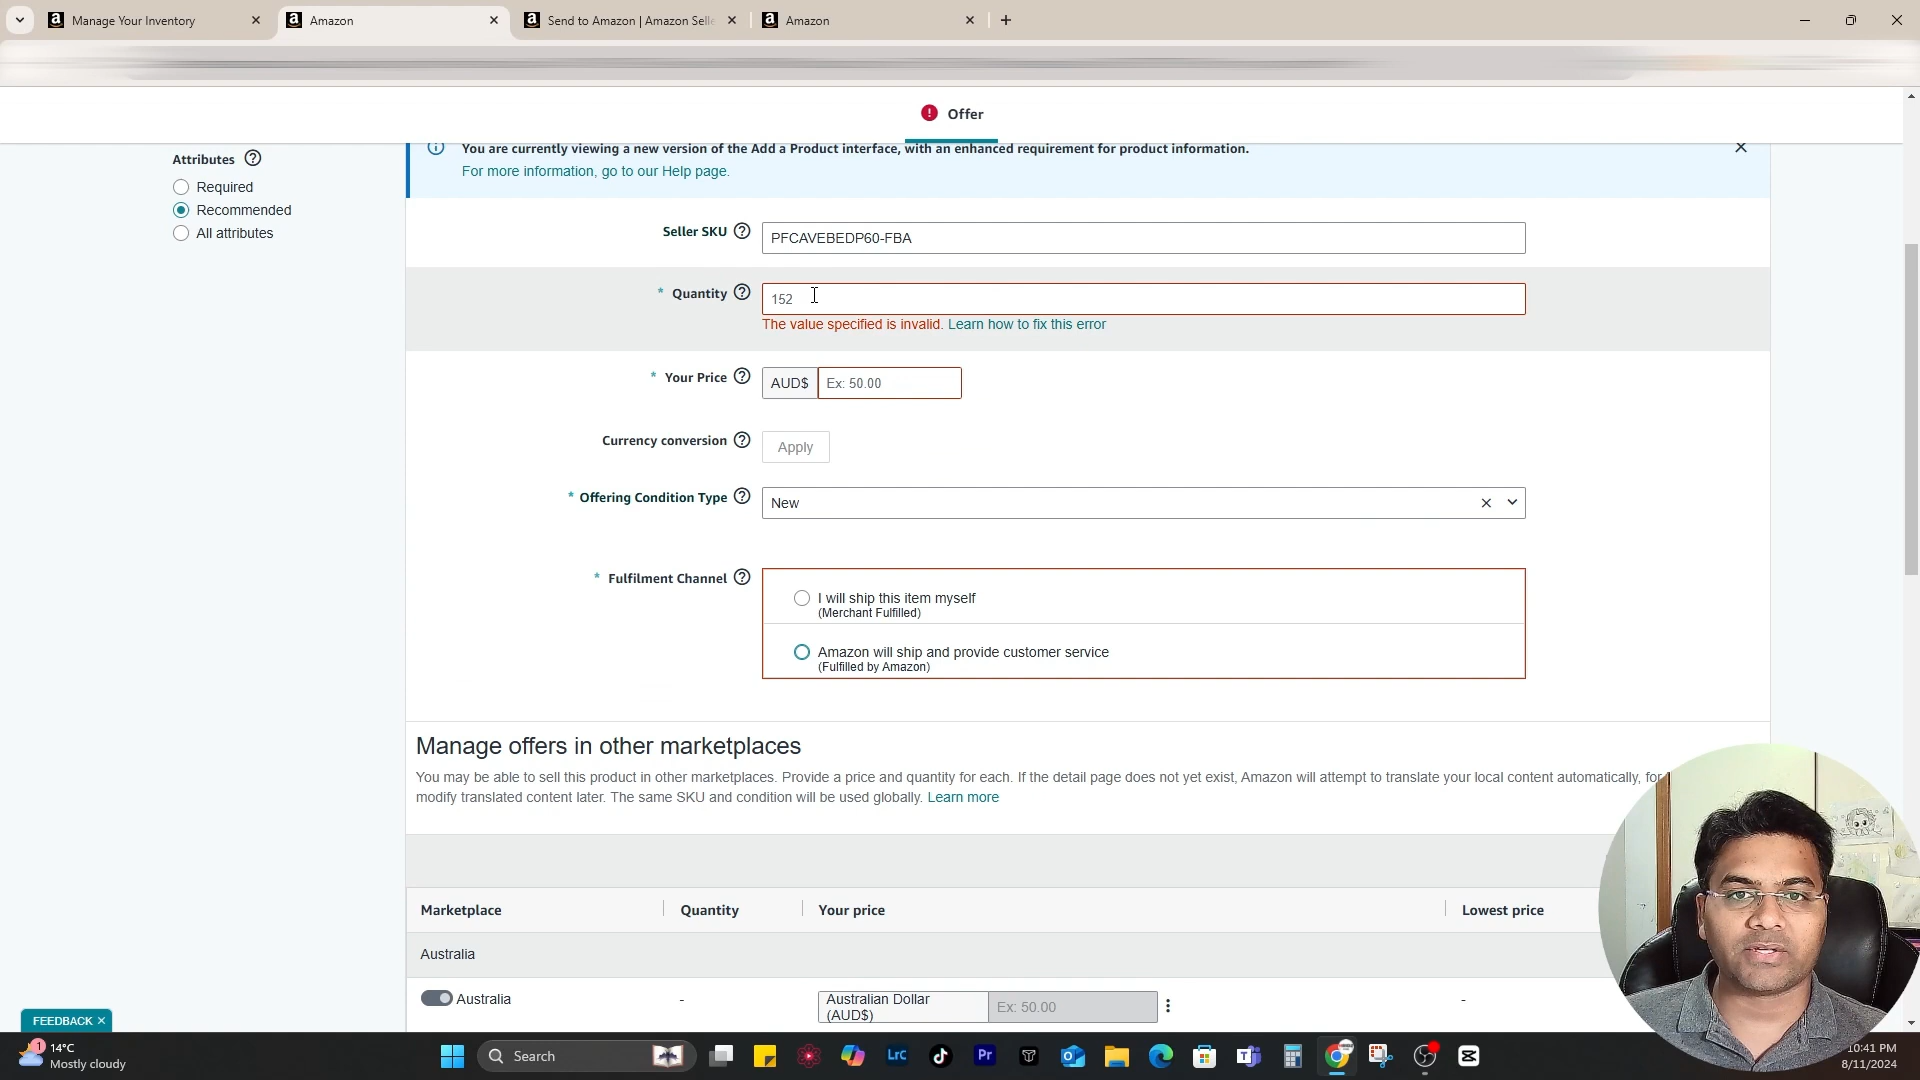 Manage Your Inventory
Amazon
Send to Amazon | Amazon Selle
Amazon
Offer
Attributes
Required
Recommended
All attributes
You are currently viewing a new version of the Add a Product interface, with an enhanced requirement for product information.
For more information, go to our Help page.
Seller SKU
PFCAVEBEDP60-FBA
* Quantity
152
The value specified is invalid. Learn how to fix this error
* Your Price
AUD$
Ex: 50.00
Currency conversion
Apply
* Offering Condition Type
New
* Fulfilment Channel
I will ship this item myself
(Merchant Fulfilled)
Amazon will ship and provide customer service
(Fulfilled by Amazon)
Manage offers in other marketplaces
You may be able to sell this product in other marketplaces. Provide a price and quantity for each. If the detail page does not yet exist, Amazon will attempt to translate your local content automatically, for
modify translated content later. The same SKU and condition will be used globally. Learn more
Marketplace
Quantity
Your price
Lowest price
Australia
Australia
-
Australian Dollar
(AUD$)
Ex: 50.00
-
FEEDBACK
1
14°C
Mostly cloudy
Search
LrC
Pr
10:41 PM
8/11/2024